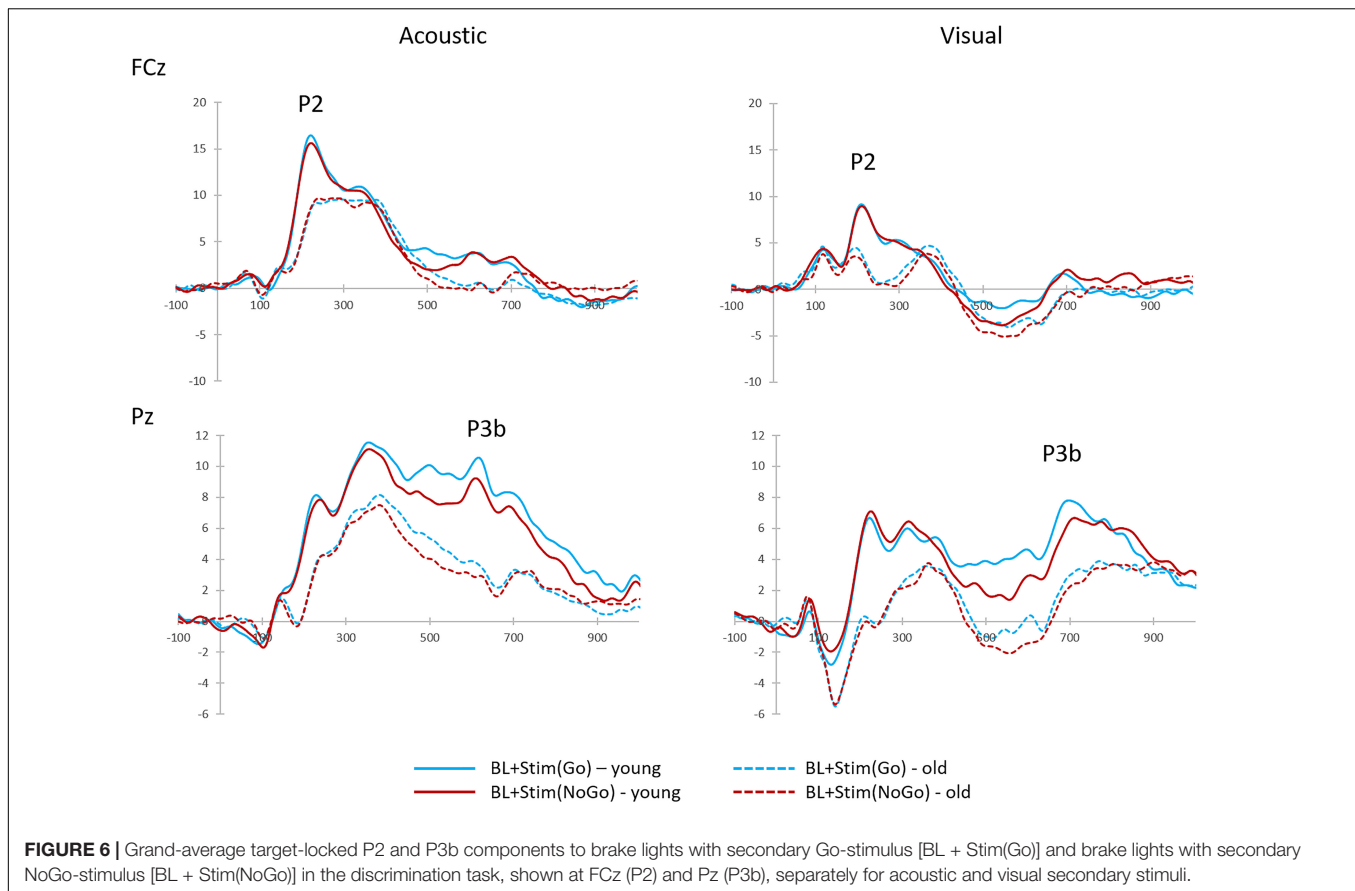 Acoustic Visual
FCz
P2
20
15
10
5
0
-5
-10
-100 100 300 500 700 900
P2
20
15
10
5
0
-5
-10
-100 100 300 500 700 900
Pz
P3b
12
10
8
6
4
2
0
-2
-4
-6
-100 100 300 500 700 900
P3b
12
10
8
6
4
2
0
-2
-4
-6
-100 100 300 500 700 900
BL+Stim(Go) – young BL+Stim(Go) - old
BL+Stim(NoGo) - young BL+Stim(NoGo) - old
FIGURE 6 | Grand-average target-locked P2 and P3b components to brake lights with secondary Go-stimulus [BL + Stim(Go)] and brake lights with secondary
NoGo-stimulus [BL + Stim(NoGo)] in the discrimination task, shown at FCz (P2) and Pz (P3b), separately for acoustic and visual secondary stimuli.